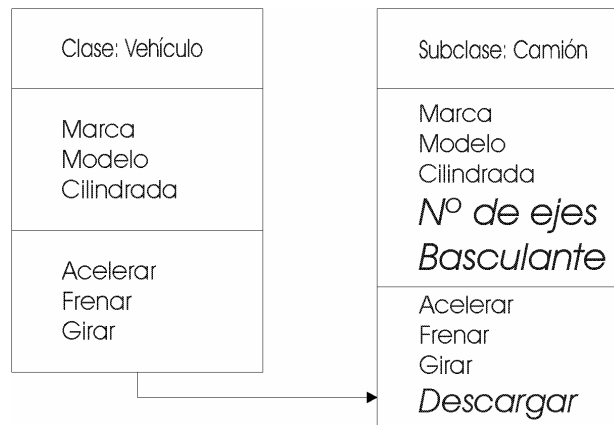 Clase: Vehículo
Marca
Modelo
Cilindrada
Acelerar
Frenar
Girar
Subclase: Camión
Marca
Modelo
Cilindrada
Nº de ejes
Basculante
Acelerar
Frenar
Girar
Descargar